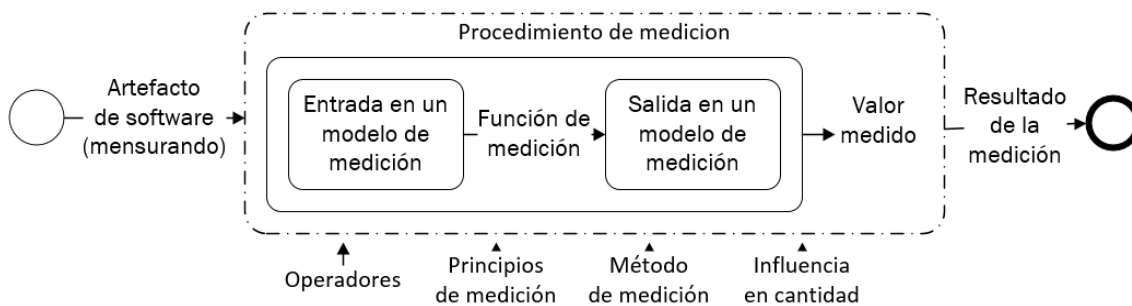 Procedimiento de medicion
Artefacto
de software
(mensurando)
Entrada en un
modelo de
medición
Función de
medición
Salida en un
modelo de
medición
Valor
medido
Resultado
de la
medición
Operadores
Principios
de medición
Método
de medición
Influencia
en cantidad